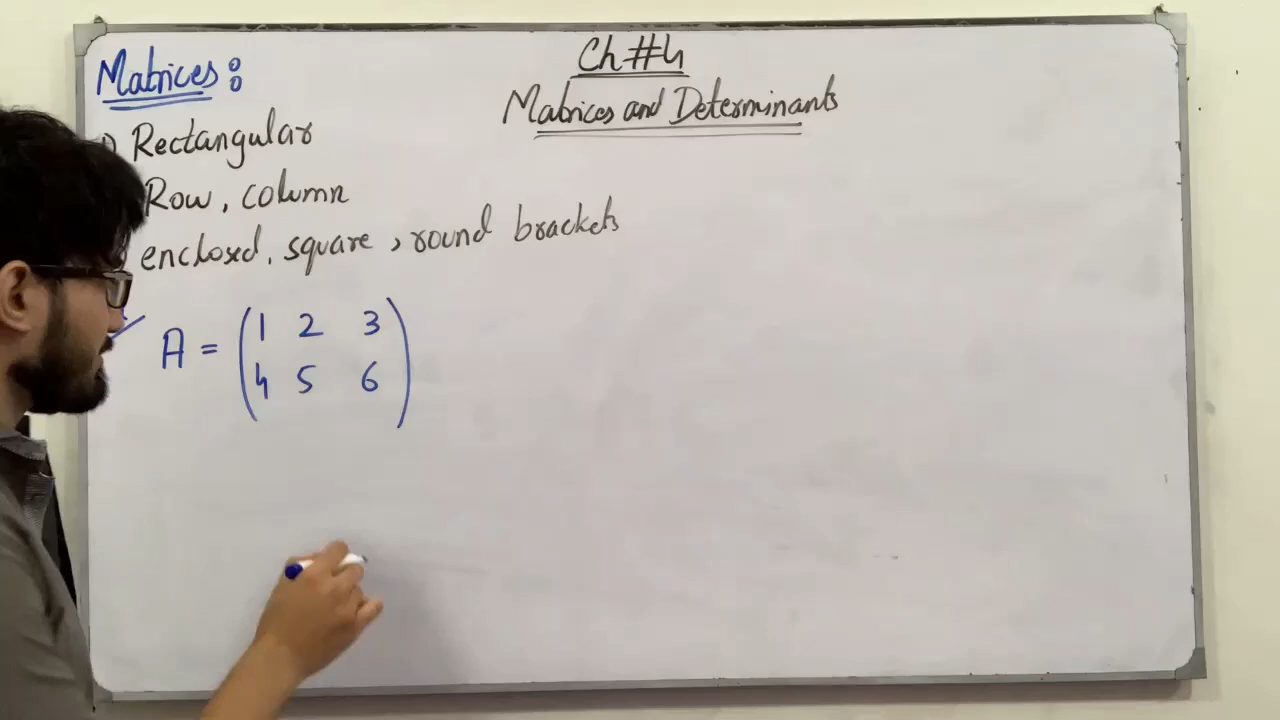 Ch #4
Matrices and Determinants
Matrices :
) Rectangular
Row, column
enclosed, square, round brackets
A = ( 1 2 3
4 5 6 )